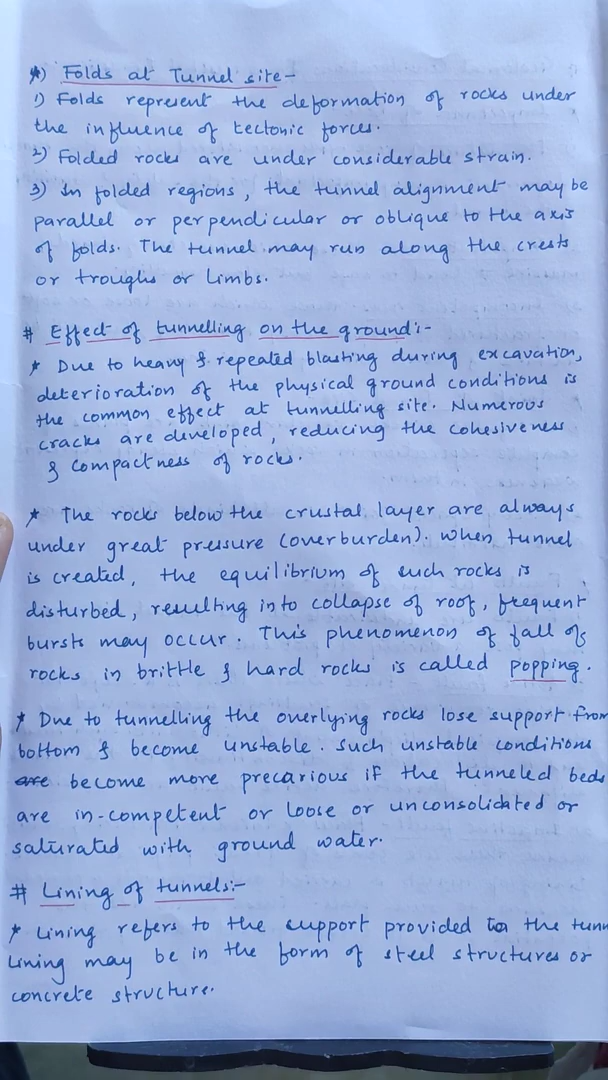 *) Folds at Tunnel site-
1) Folds represent the deformation of rocks under
the influence of tectonic forces.
2) Folded rocks are under considerable strain.
3) In folded regions, the tunnel alignment may be
parallel or perpendicular or oblique to the axis
of folds. The tunnel may run along the crests
or troughs or limbs.
# Effect of tunnelling on the ground:-
* Due to heavy & repeated blasting during excavation,
deterioration of the physical ground conditions is
the common effect at tunnelling site. Numerous
cracks are developed, reducing the cohesiveness
& compactness of rocks.
* The rocks below the crustal layer are always
under great pressure (overburden). When tunnel
is created, the equilibrium of such rocks is
disturbed, resulting into collapse of roof, frequent
bursts may occur. This phenomenon of fall of
rocks in brittle & hard rocks is called popping.
* Due to tunnelling the overlying rocks lose support from
bottom & become unstable. Such unstable conditions
become more precarious if the tunneled beds
are in-competent or loose or unconsolidated or
saturated with ground water.
# Lining of tunnels:-
* Lining refers to the support provided to the tunn
Lining may be in the form of steel structures or
concrete structure.